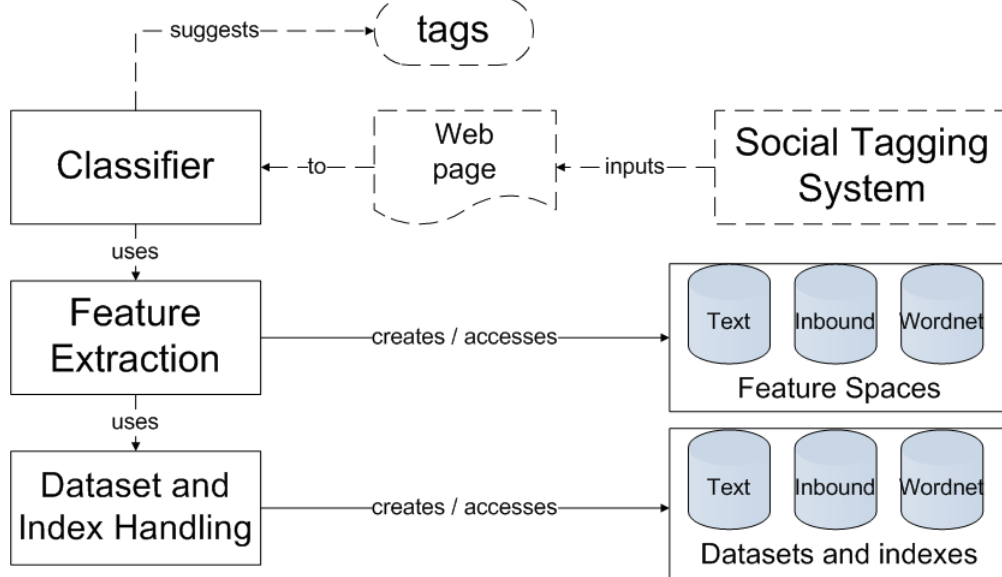 suggests
tags
Classifier
to
Web
page
inputs
Social Tagging
System
uses
Feature
Extraction
creates / accesses
Text
Inbound
Wordnet
Feature Spaces
uses
Dataset and
Index Handling
creates / accesses
Text
Inbound
Wordnet
Datasets and indexes